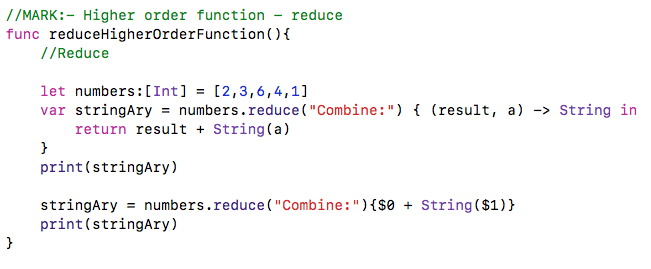 //MARK:- Higher order function - reduce
func reduceHigherOrderFunction(){
    //Reduce
    let numbers:[Int] = [2,3,6,4,1]
    var stringAry = numbers.reduce("Combine:") { (result, a) -> String in
        return result + String(a)
    }
    print(stringAry)
    stringAry = numbers.reduce("Combine:"){$0 + String($1)}
    print(stringAry)
}